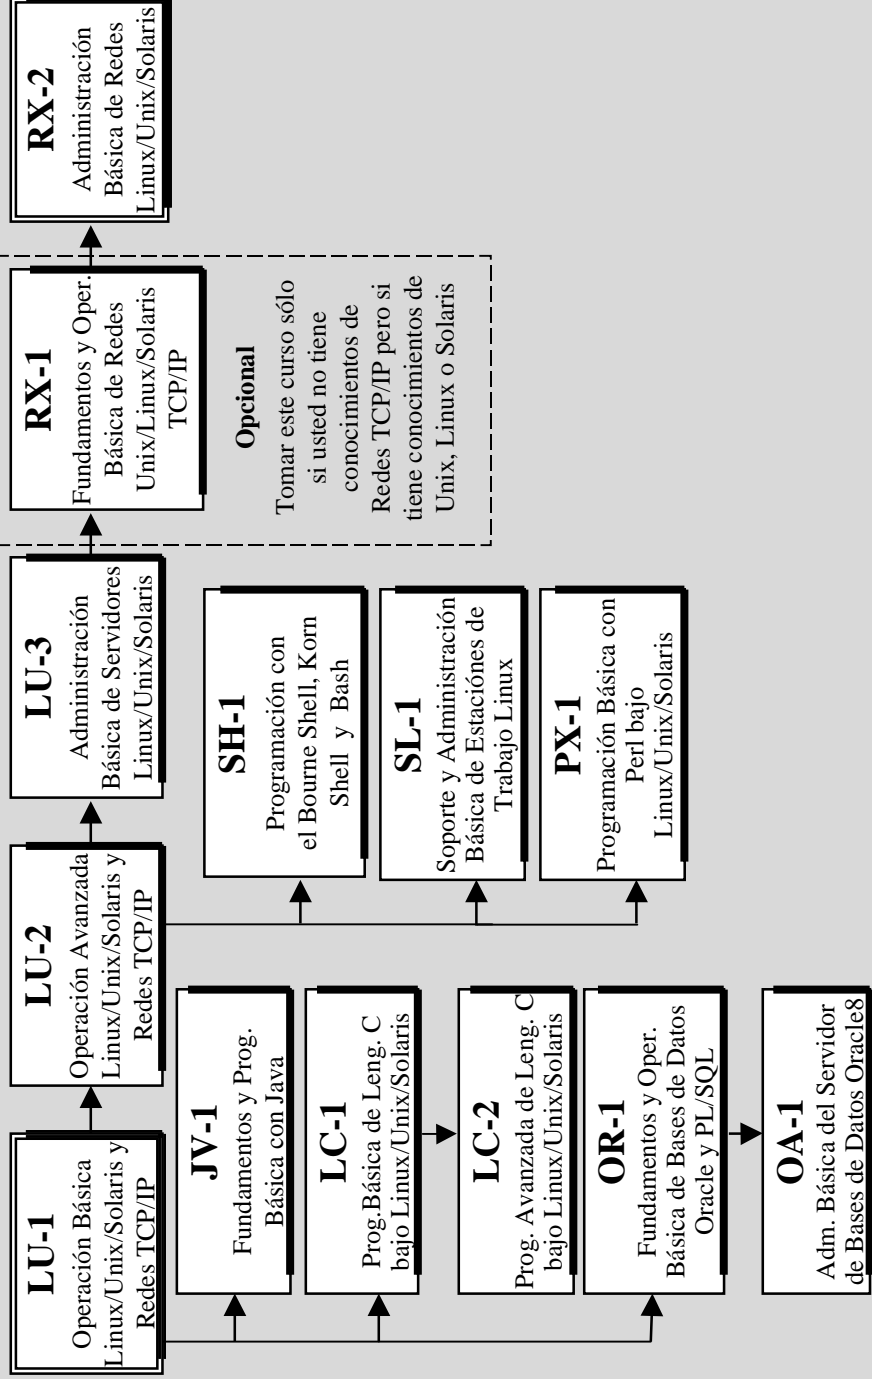 LU-1
Operación Básica
Linux/Unix/Solaris y
Redes TCP/IP
LU-2
Operación Avanzada
Linux/Unix/Solaris y
Redes TCP/IP
LU-3
Administración
Básica de Servidores
Linux/Unix/Solaris
RX-1
Fundamentos y Oper.
Básica de Redes
Unix/Linux/Solaris
TCP/IP
RX-2
Administración
Básica de Redes
Linux/Unix/Solaris
Opcional
Tomar este curso sólo
si usted no tiene
conocimientos de
Redes TCP/IP pero si
tiene conocimientos de
Unix, Linux o Solaris
JV-1
Fundamentos y Prog.
Básica con Java
LC-1
Prog.Básica de Leng. C
bajo Linux/Unix/Solaris
LC-2
Prog. Avanzada de Leng. C
bajo Linux/Unix/Solaris
OR-1
Fundamentos y Oper.
Básica de Bases de Datos
Oracle y PL/SQL
OA-1
Adm. Básica del Servidor
de Bases de Datos Oracle8
SH-1
Programación con
el Bourne Shell, Korn
Shell y Bash
SL-1
Soporte y Administración
Básica de Estaciónes de
Trabajo Linux
PX-1
Programación Básica con
Perl bajo
Linux/Unix/Solaris